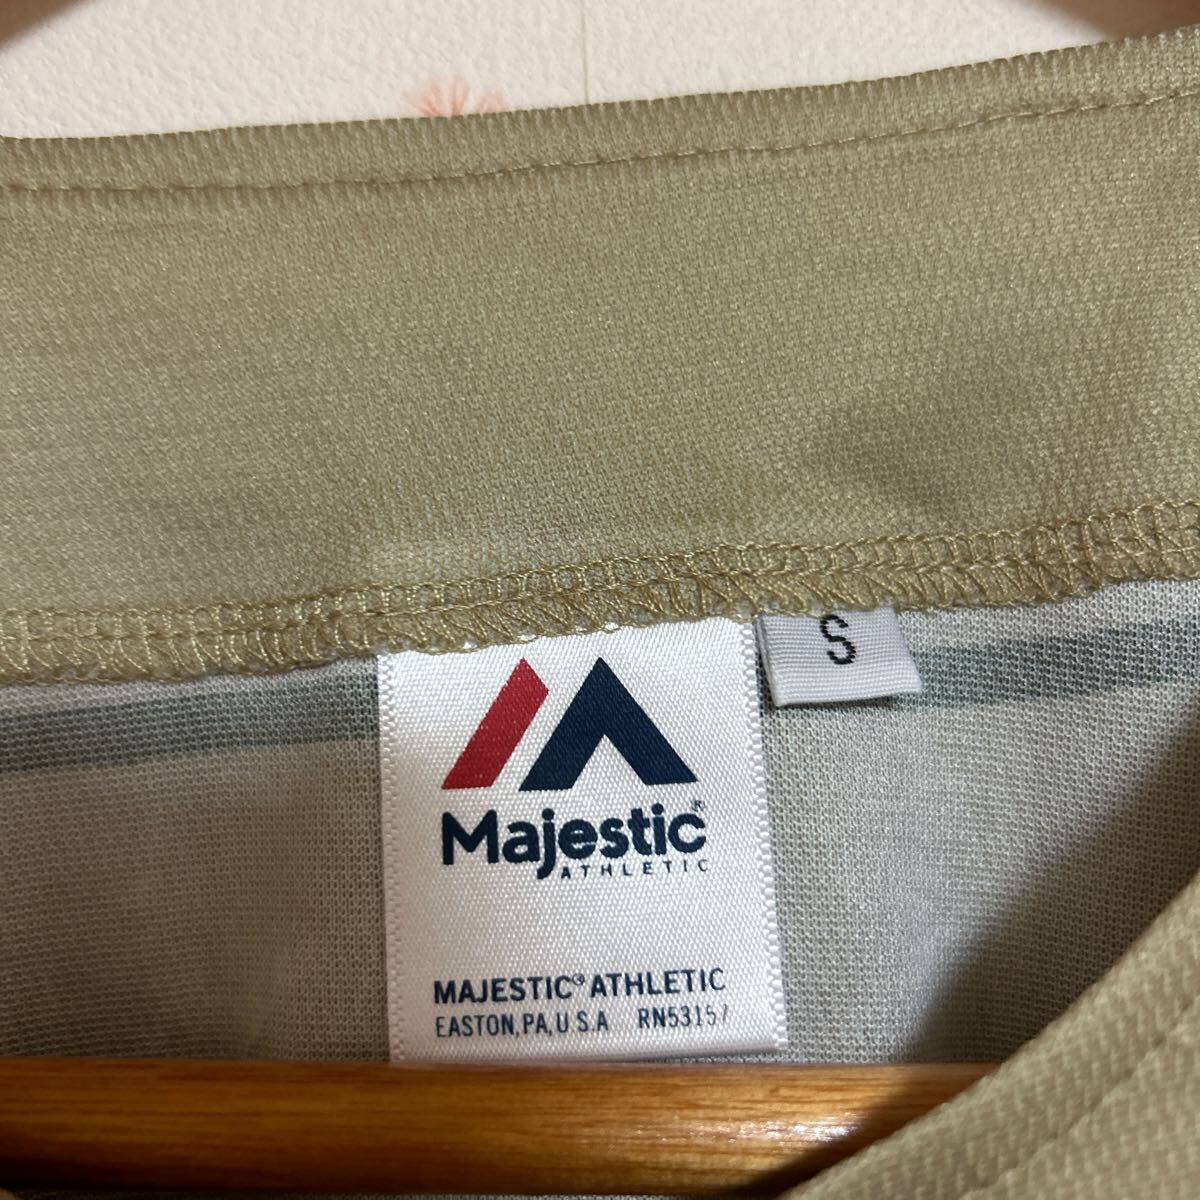 S
Majestic®
ATHLETIC
MAJESTIC® ATHLETIC
EASTON, PA, U.S.A RN53157